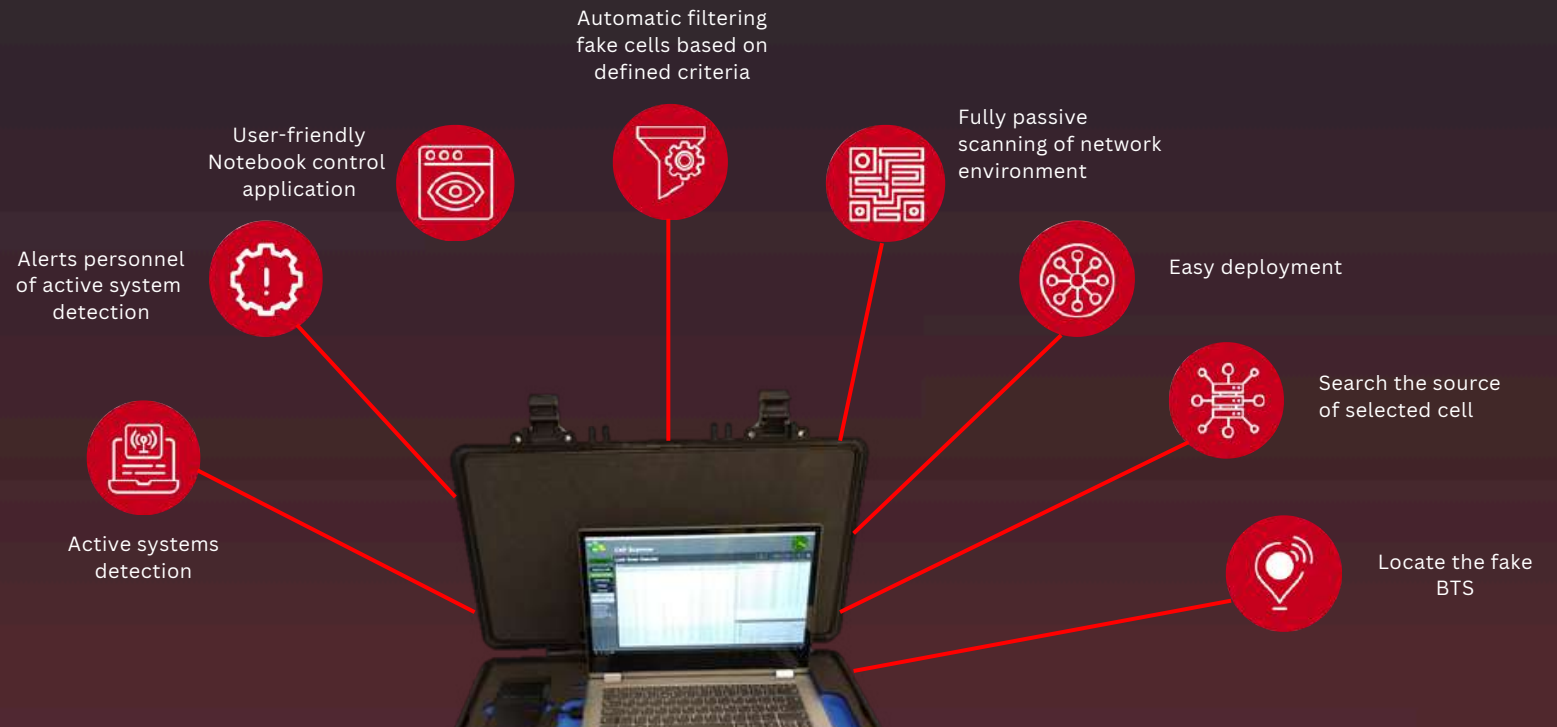 Automatic filtering
fake cells based on
defined criteria
User-friendly
Notebook control
application
Fully passive
scanning of network
environment
Alerts personnel
of active system
detection
Easy deployment
Search the source
of selected cell
Active systems
detection
Locate the fake
BTS
Cell Scanner